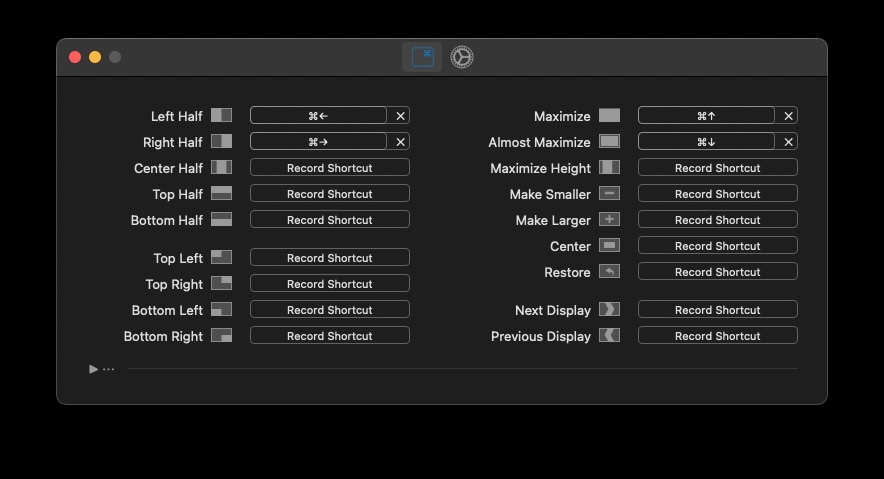 ⌘
Left Half ⌘← ×
Right Half ⌘→ ×
Center Half Record Shortcut
Top Half Record Shortcut
Bottom Half Record Shortcut
Top Left Record Shortcut
Top Right Record Shortcut
Bottom Left Record Shortcut
Bottom Right Record Shortcut
Maximize ⌘↑ ×
Almost Maximize ⌘↓ ×
Maximize Height Record Shortcut
Make Smaller Record Shortcut
Make Larger Record Shortcut
Center Record Shortcut
Restore Record Shortcut
Next Display Record Shortcut
Previous Display Record Shortcut
▶ ...